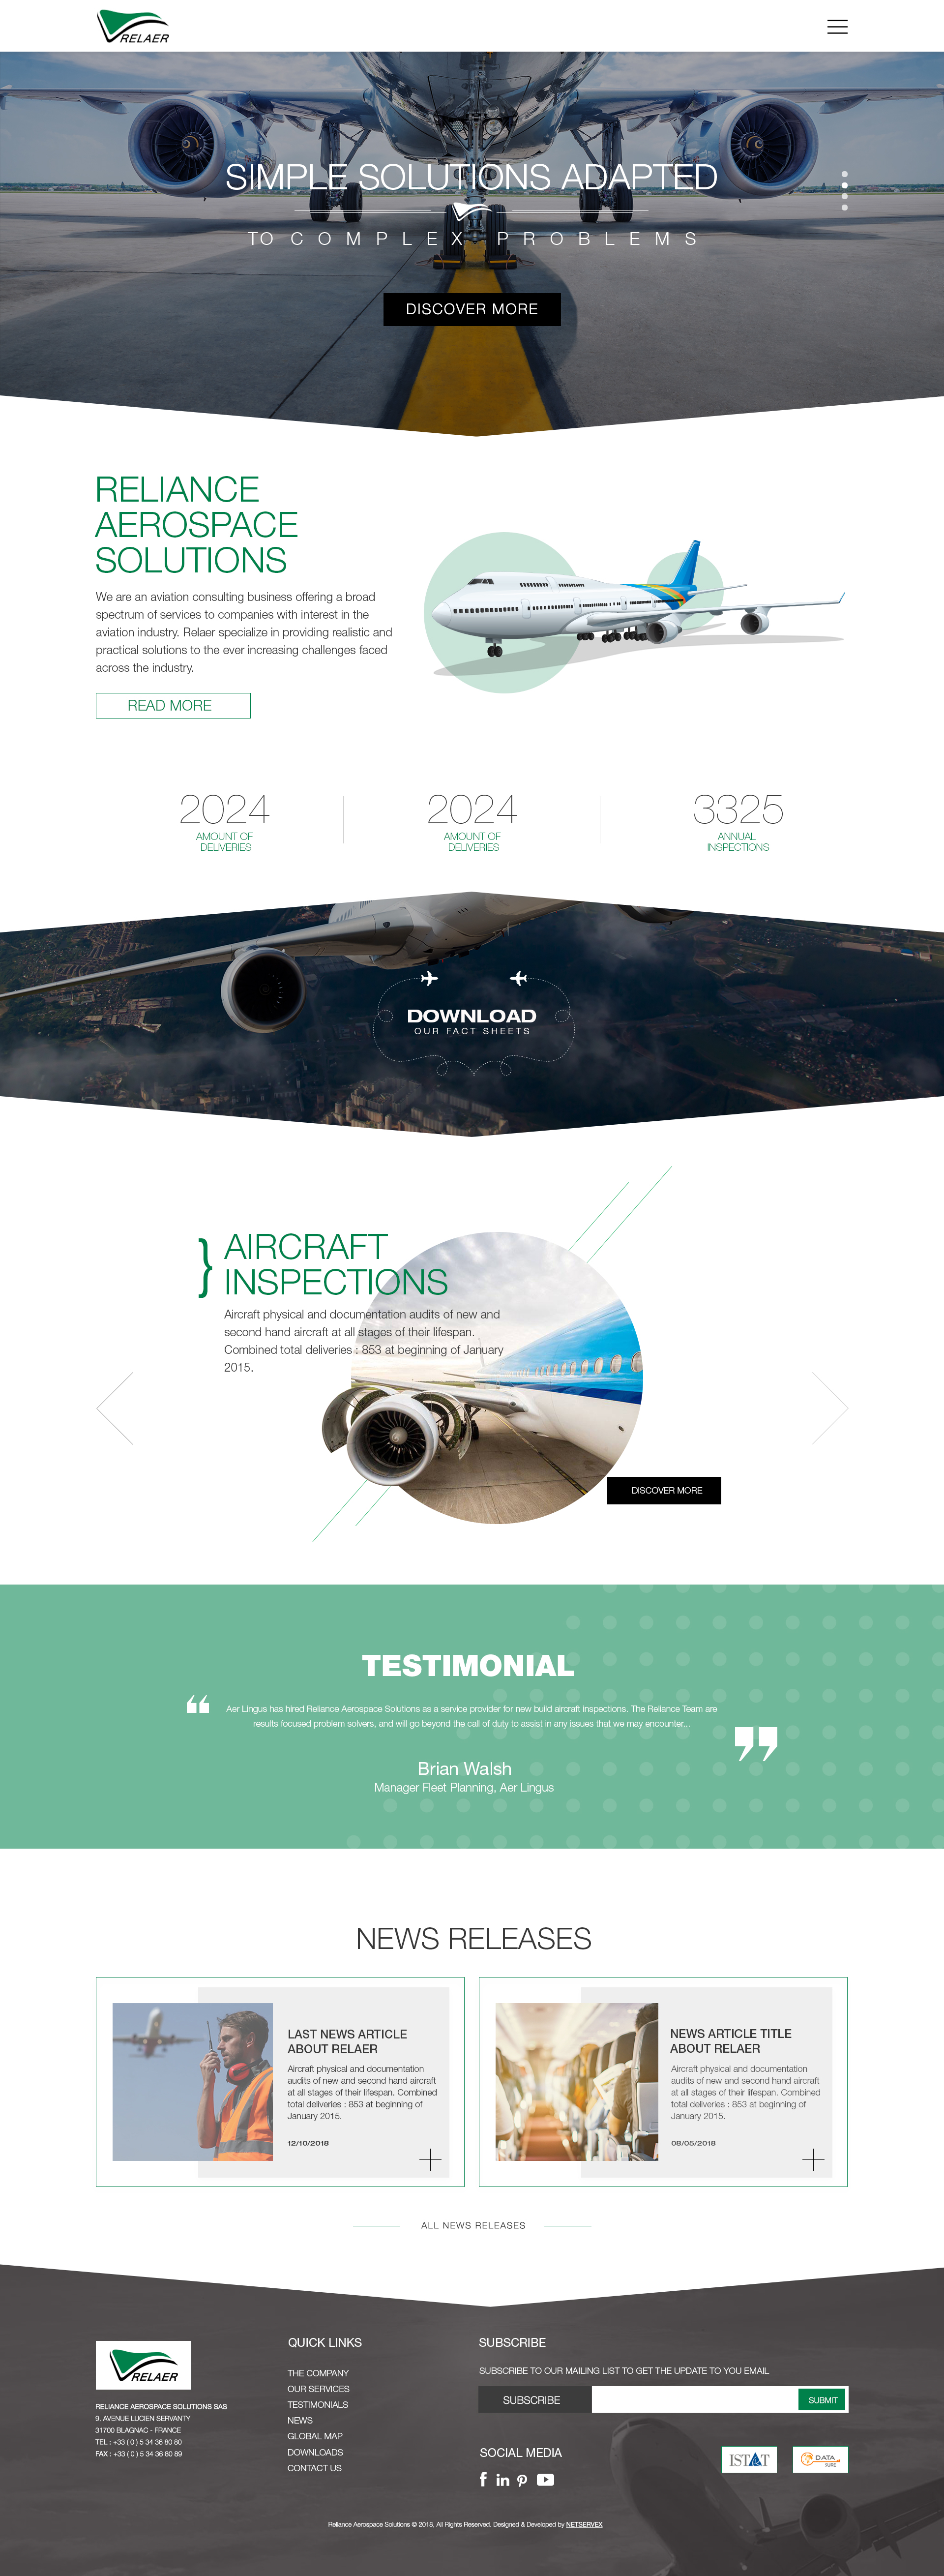 RELAER
SIMPLE SOLUTIONS ADAPTED
TO COMPLEX PROBLEMS
DISCOVER MORE
RELIANCE
AEROSPACE
SOLUTIONS
We are an aviation consulting business offering a broad
spectrum of services to companies with interest in the
aviation industry. Relaer specialize in providing realistic and
practical solutions to the ever increasing challenges faced
across the industry.
READ MORE
2024
AMOUNT OF
DELIVERIES
2024
AMOUNT OF
DELIVERIES
3325
ANNUAL
INSPECTIONS
DOWNLOAD
OUR FACT SHEETS
} AIRCRAFT
INSPECTIONS
Aircraft physical and documentation audits of new and
second hand aircraft at all stages of their lifespan.
Combined total deliveries : 853 at beginning of January
2015.
DISCOVER MORE
TESTIMONIAL
“ Aer Lingus has hired Reliance Aerospace Solutions as a service provider for new build aircraft inspections. The Reliance Team are
results focused problem solvers, and will go beyond the call of duty to assist in any issues that we may encounter... ”
Brian Walsh
Manager Fleet Planning, Aer Lingus
NEWS RELEASES
LAST NEWS ARTICLE
ABOUT RELAER
Aircraft physical and documentation
audits of new and second hand aircraft
at all stages of their lifespan. Combined
total deliveries : 853 at beginning of
January 2015.
12/10/2018
NEWS ARTICLE TITLE
ABOUT RELAER
Aircraft physical and documentation
audits of new and second hand aircraft
at all stages of their lifespan. Combined
total deliveries : 853 at beginning of
January 2015.
08/05/2018
ALL NEWS RELEASES
RELAER
RELIANCE AEROSPACE SOLUTIONS SAS
9, AVENUE LUCIEN SERVANTY
31700 BLAGNAC - FRANCE
TEL : +33 ( 0 ) 5 34 36 80 80
FAX : +33 ( 0 ) 5 34 36 80 89
QUICK LINKS
THE COMPANY
OUR SERVICES
TESTIMONIALS
NEWS
GLOBAL MAP
DOWNLOADS
CONTACT US
SUBSCRIBE
SUBSCRIBE TO OUR MAILING LIST TO GET THE UPDATE TO YOU EMAIL
SUBSCRIBE
SUBMIT
SOCIAL MEDIA
ISTAT
DATA
SURE
Reliance Aerospace Solutions © 2018, All Rights Reserved. Designed & Developed by NETSERVEX